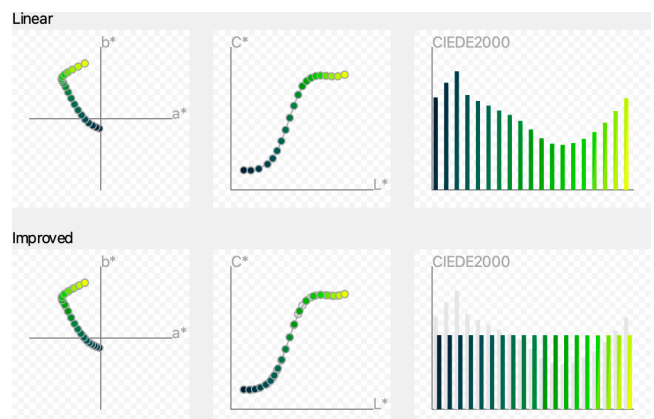 Linear
b*
a*
C*
L*
CIEDE2000
Improved
b*
a*
C*
L*
CIEDE2000